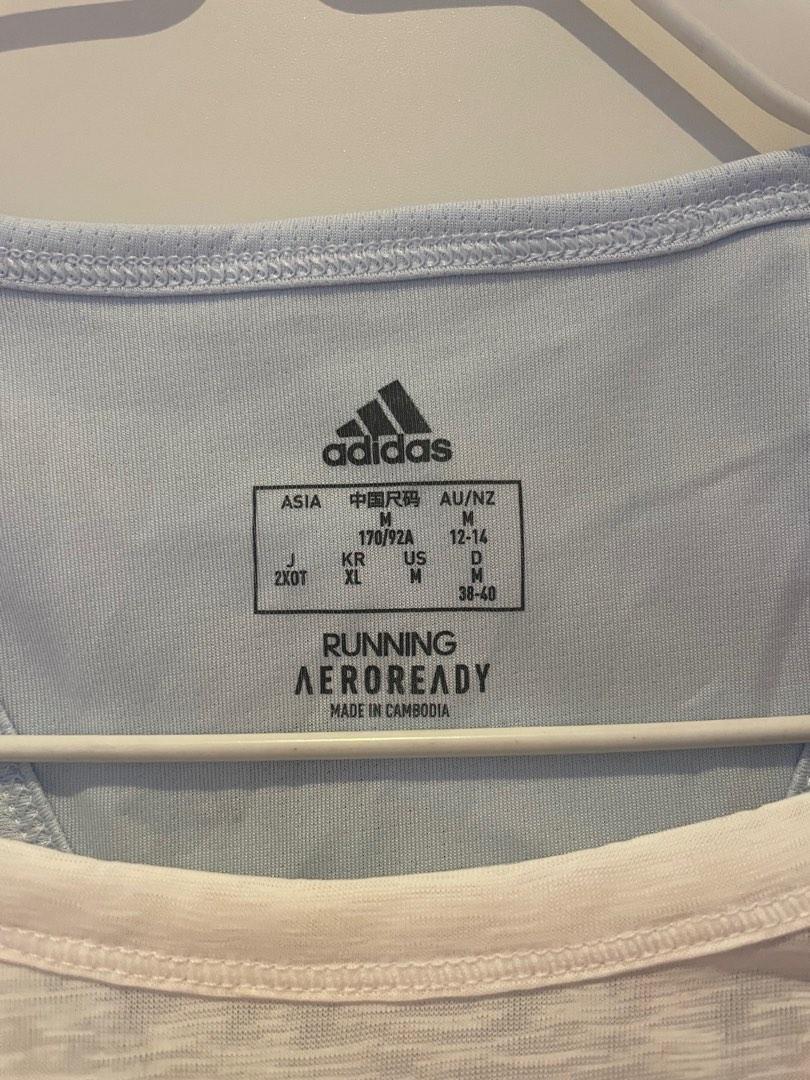 adidas
ASIA 中国尺码 AU/NZ
M M
170/92A 12-14
J KR US D
2XOT XL M M
38-40
RUNNING
AEROREADY
MADE IN CAMBODIA